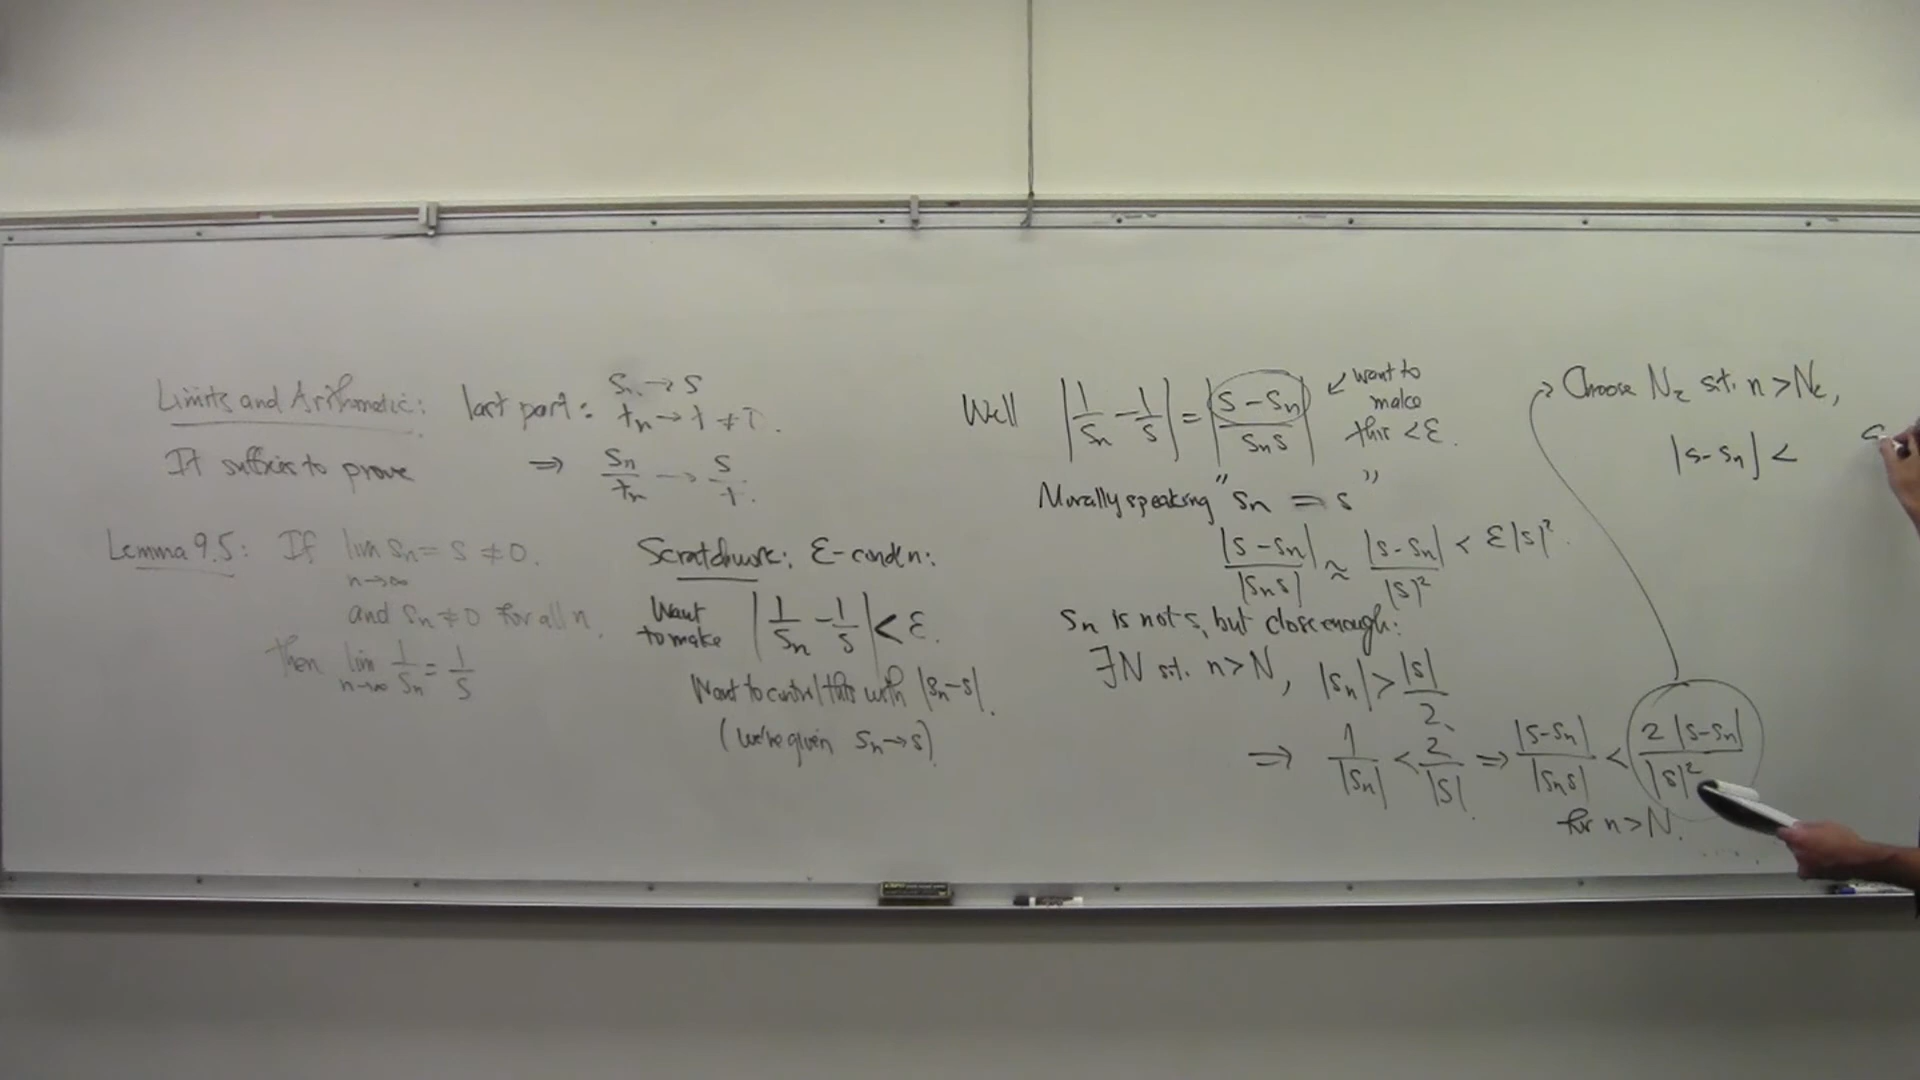 Limits and Arithmetic: last part: sₙ → s
tₙ → t ≠ 0.
It suffices to prove ⇒ sₙ/tₙ → s/t.
Lemma 9.5: If lim sₙ = s ≠ 0.
n→∞
and sₙ ≠ 0 for all n.
then lim 1/sₙ = 1/s
n→∞
Scratchwork: ε-condn:
Want to make |1/sₙ - 1/s| < ε.
Want to control this with |sₙ-s|.
(we're given sₙ→s)
Well |1/sₙ - 1/s| = |(s-sₙ)/(sₙs)| ↙ want to
make
this < ε.
Morally speaking "sₙ = s"
|s-sₙ|/|sₙs| ≈ |s-sₙ|/|s|² < ε|s|².
sₙ is not s, but close enough:
∃N s.t. n>N, |sₙ| > |s|/2.
⇒ 1/|sₙ| < 2/|s|. ⇒ |s-sₙ|/|sₙs| < 2|s-sₙ|/|s|²
for n>N.
Choose N₂ s.t. n > N₂,
|s-sₙ| <